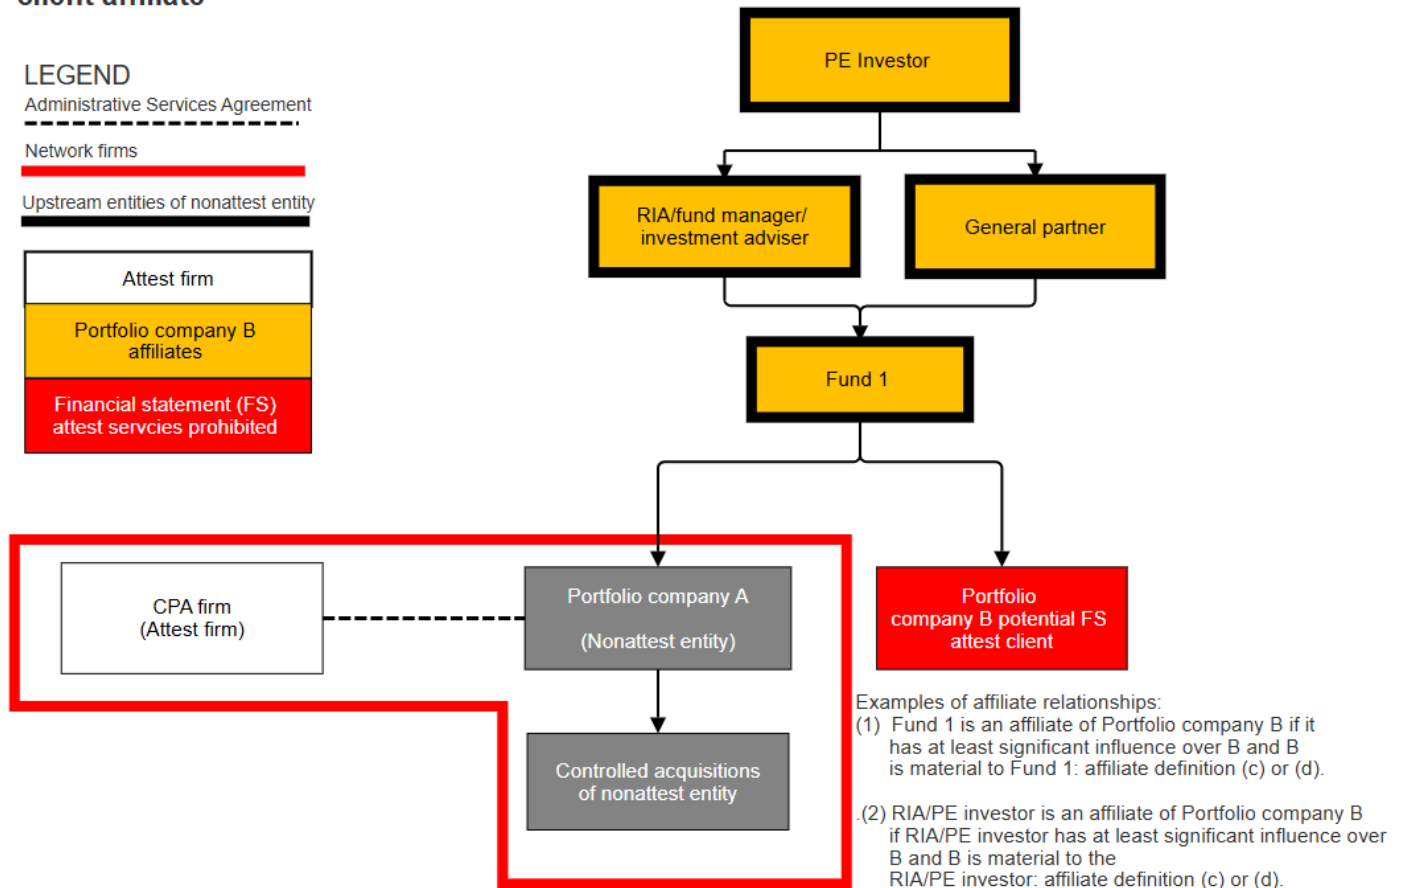 client affiliate
LEGEND
Administrative Services Agreement
Network firms
Upstream entities of nonattest entity
Attest firm
Portfolio company B
affiliates
Financial statement (FS)
attest servcies prohibited
PE Investor
RIA/fund manager/
investment adviser
General partner
Fund 1
CPA firm
(Attest firm)
Portfolio company A
(Nonattest entity)
Portfolio
company B potential FS
attest client
Controlled acquisitions
of nonattest entity
Examples of affiliate relationships:
(1) Fund 1 is an affiliate of Portfolio company B if it
has at least significant influence over B and B
is material to Fund 1: affiliate definition (c) or (d).
.(2) RIA/PE investor is an affiliate of Portfolio company B
if RIA/PE investor has at least significant influence over
B and B is material to the
RIA/PE investor: affiliate definition (c) or (d).